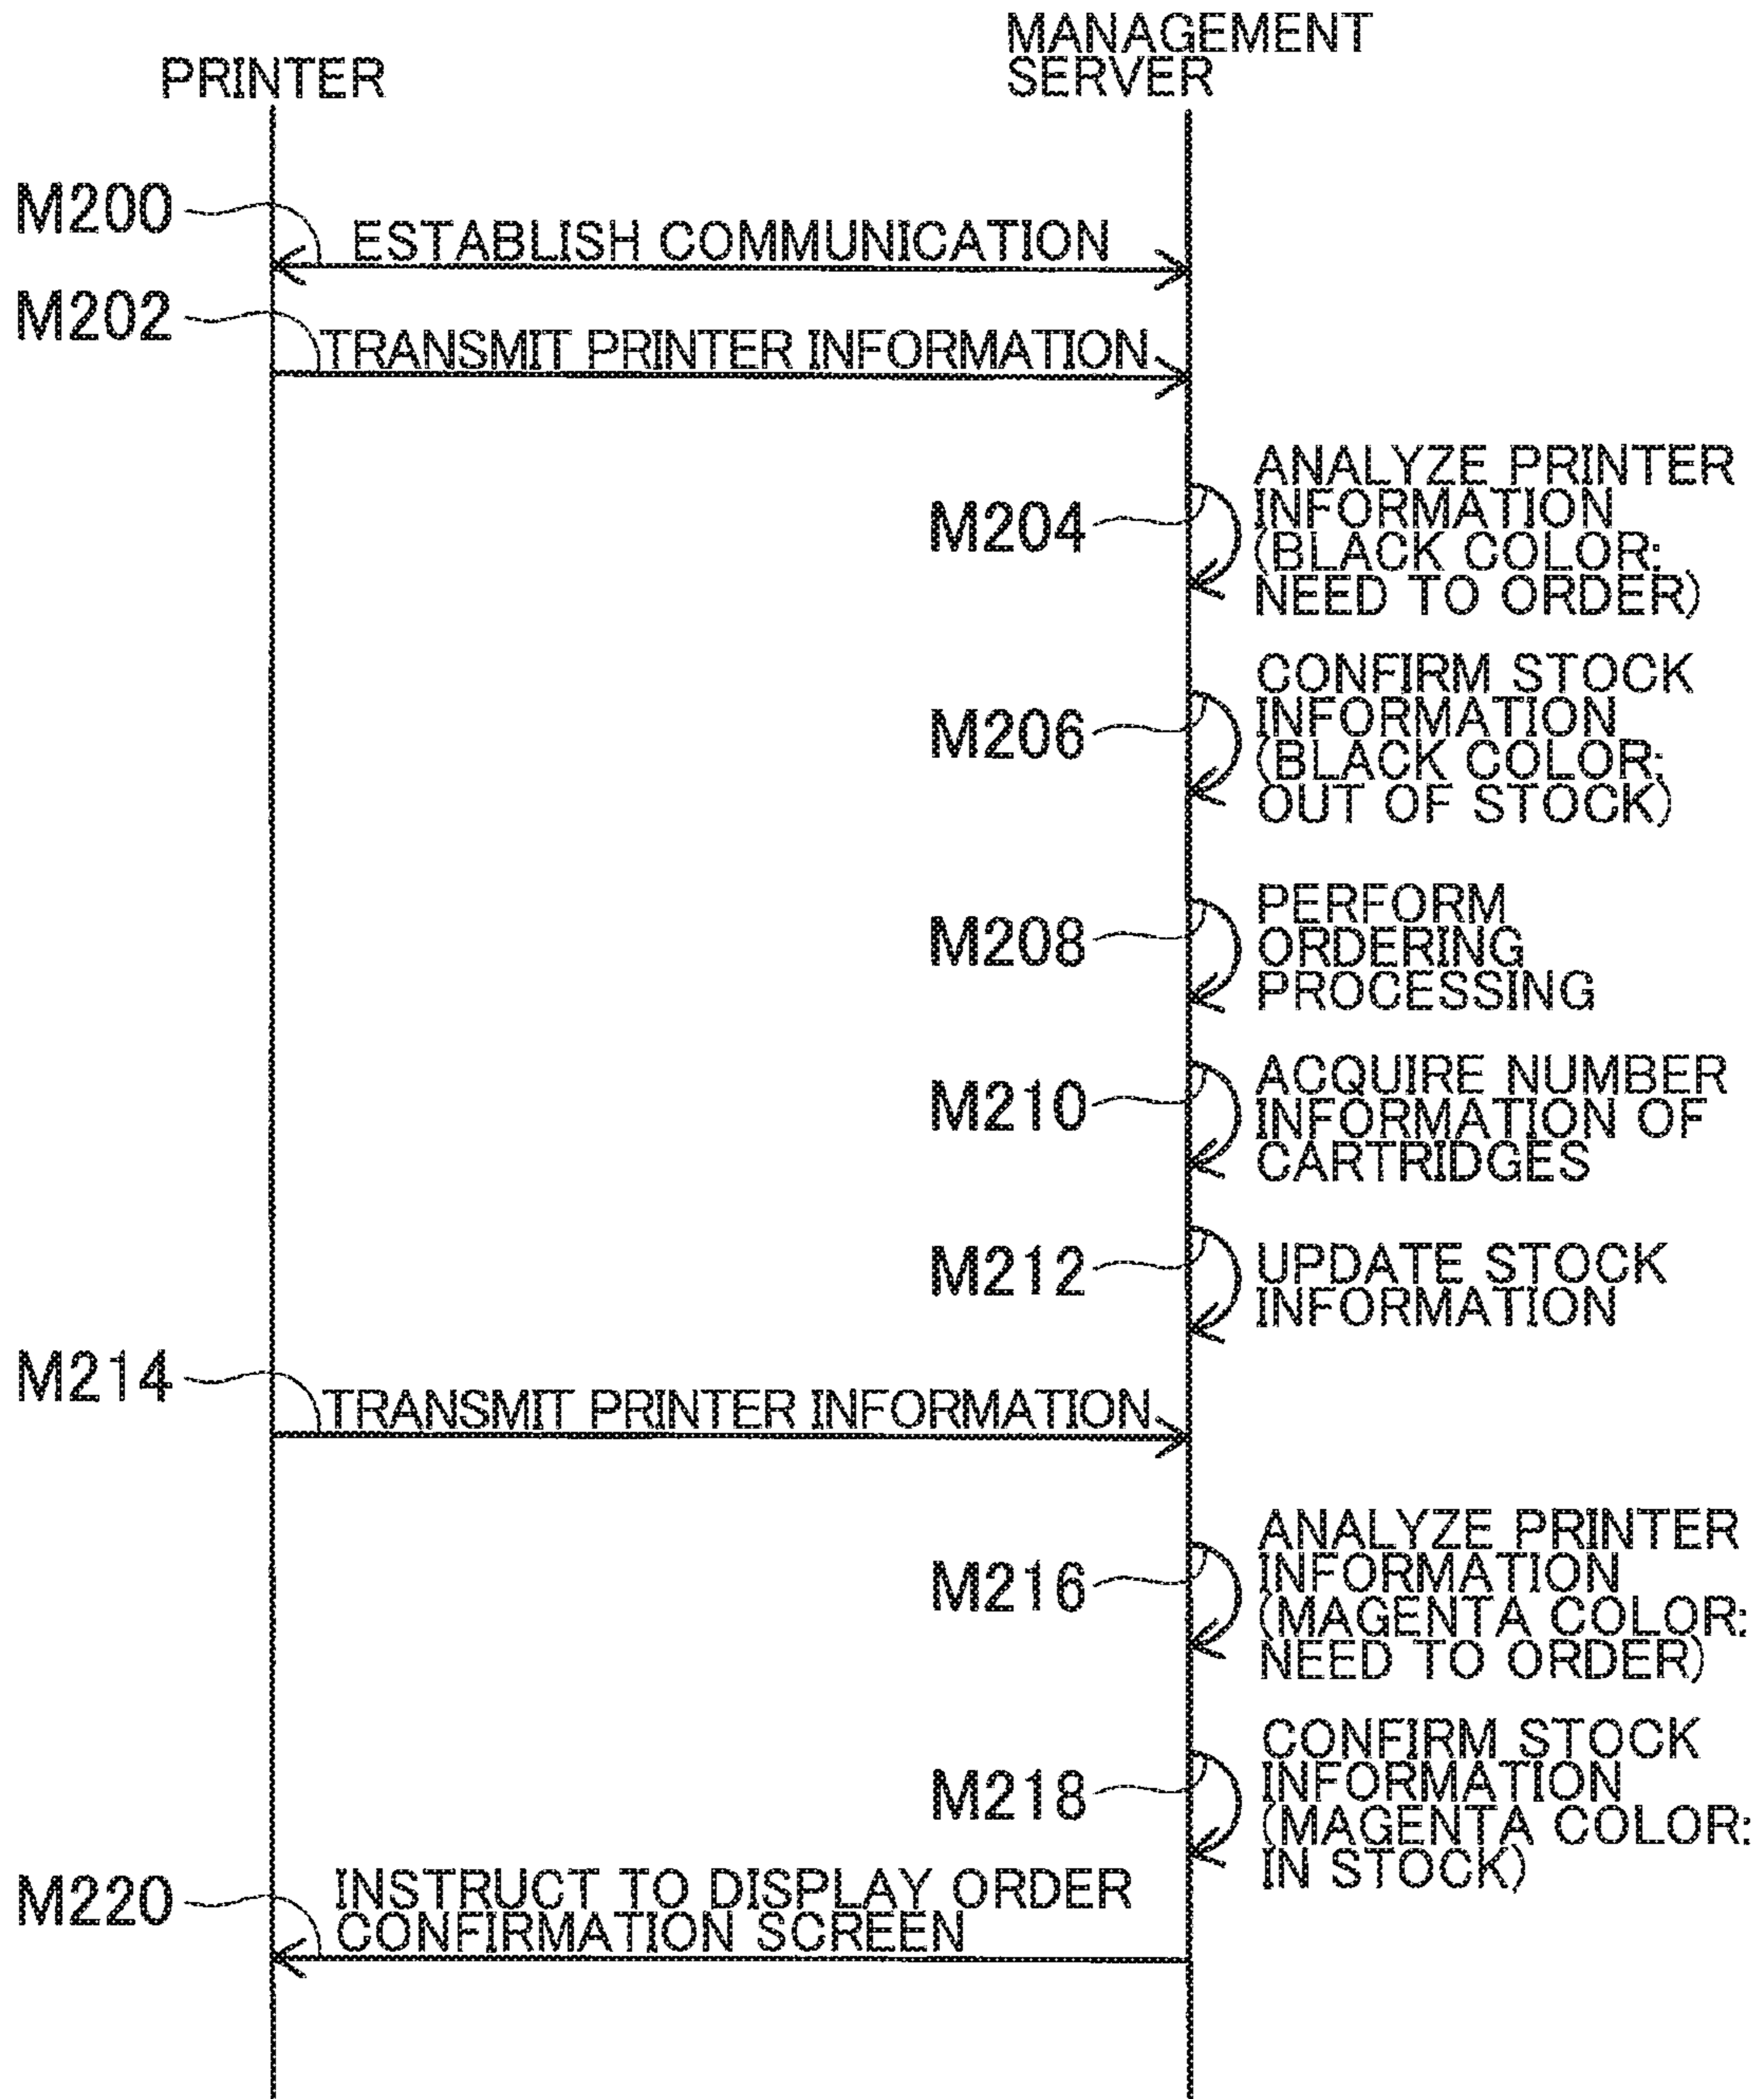 PRINTER
MANAGEMENT
SERVER
M200
ESTABLISH COMMUNICATION
M202
TRANSMIT PRINTER INFORMATION
M204
ANALYZE PRINTER
INFORMATION
(BLACK COLOR:
NEED TO ORDER)
M206
CONFIRM STOCK
INFORMATION
(BLACK COLOR:
OUT OF STOCK)
M208
PERFORM
ORDERING
PROCESSING
M210
ACQUIRE NUMBER
INFORMATION OF
CARTRIDGES
M212
UPDATE STOCK
INFORMATION
M214
TRANSMIT PRINTER INFORMATION
M216
ANALYZE PRINTER
INFORMATION
(MAGENTA COLOR:
NEED TO ORDER)
M218
CONFIRM STOCK
INFORMATION
(MAGENTA COLOR:
IN STOCK)
M220
INSTRUCT TO DISPLAY ORDER
CONFIRMATION SCREEN